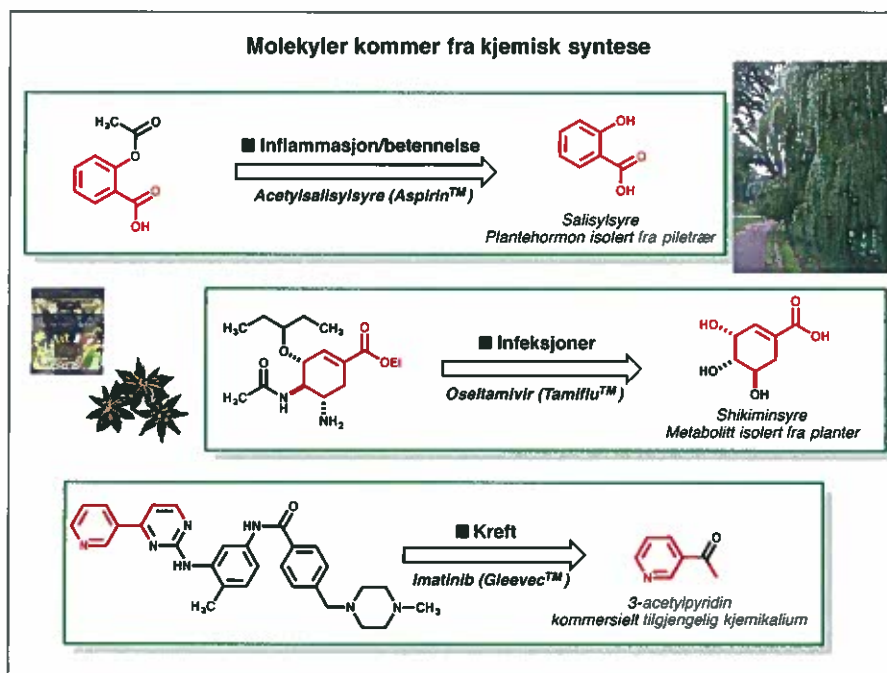 Molekyler kommer fra kjemisk syntese
H₃C
O
O
O
OH
■ Inflammasjon/betennelse
Acetylsalisylsyre (Aspirin™)
OH
O
OH
Salisylsyre
Plantehormon isolert fra piletrær
H₃C
CH₃
O
O
OEt
O
H₃C
N
H
NH₂
■ Infeksjoner
Oseltamivir (Tamiflu™)
O
HO
OH
HO
OH
Shikiminsyre
Metabolitt isolert fra planter
N
N
N
NH
HN
O
H₃C
N
N
CH₃
■ Kreft
Imatinib (Gleevec™)
O
N
3-acetylpyridin
kommersielt tilgjengelig kjemikalium